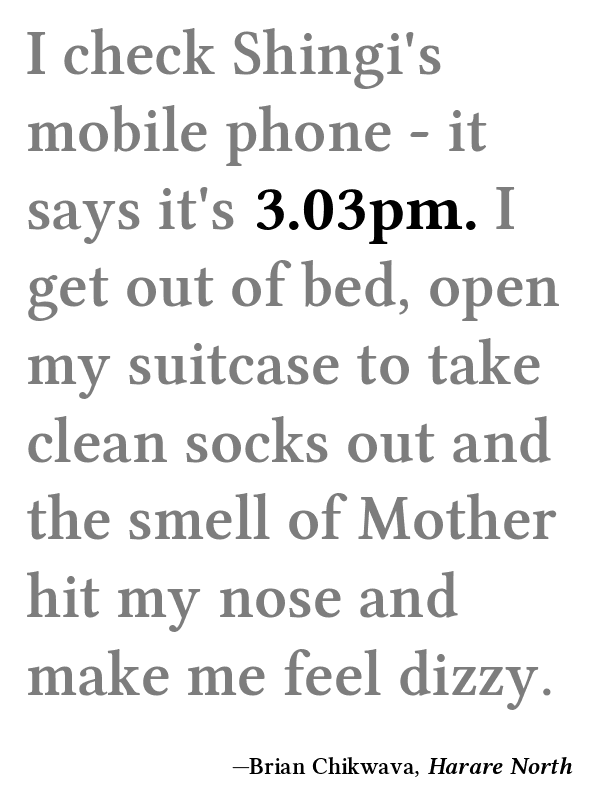 I check Shingi's
mobile phone - it
says it's 3.03pm. I
get out of bed, open
my suitcase to take
clean socks out and
the smell of Mother
hit my nose and
make me feel dizzy.
—Brian Chikwava, Harare North